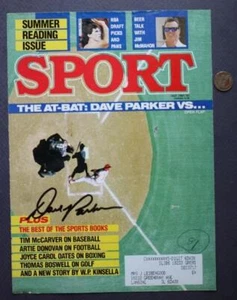 SUMMER
READING
ISSUE
NBA
DRAFT
PICKS
AND
PANS
BEER
TALK
WITH
JIM
McMAHON
SPORT
THE AT-BAT: DAVE PARKER VS...
Dave Parker
PLUS
THE BEST OF THE SPORTS BOOKS
TIM McCARVER ON BASEBALL
ARTIE DONOVAN ON FOOTBALL
JOYCE CAROL OATES ON BOXING
THOMAS BOSWELL ON GOLF
AND A NEW STORY BY W.P. KINSELLA